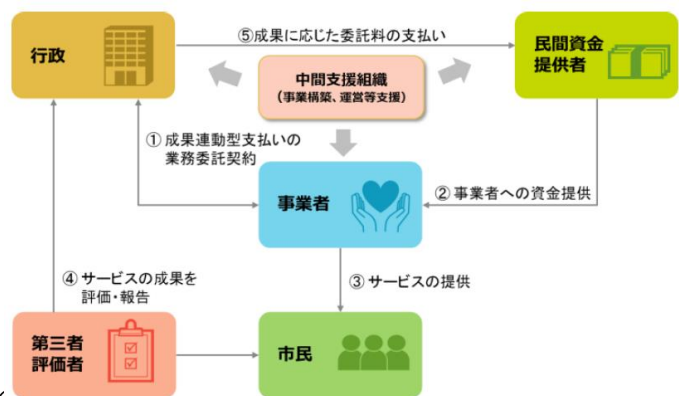 行政
⑤成果に応じた委託料の支払い
民間資金
提供者
中間支援組織
（事業構築、運営等支援）
① 成果連動型支払いの
業務委託契約
事業者
② 事業者への資金提供
④ サービスの成果を
評価・報告
③ サービスの提供
第三者
評価者
市民